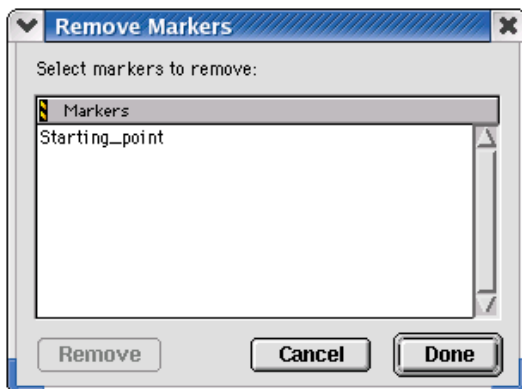 Remove Markers
Select markers to remove:
Markers
Starting_point
Remove Cancel Done